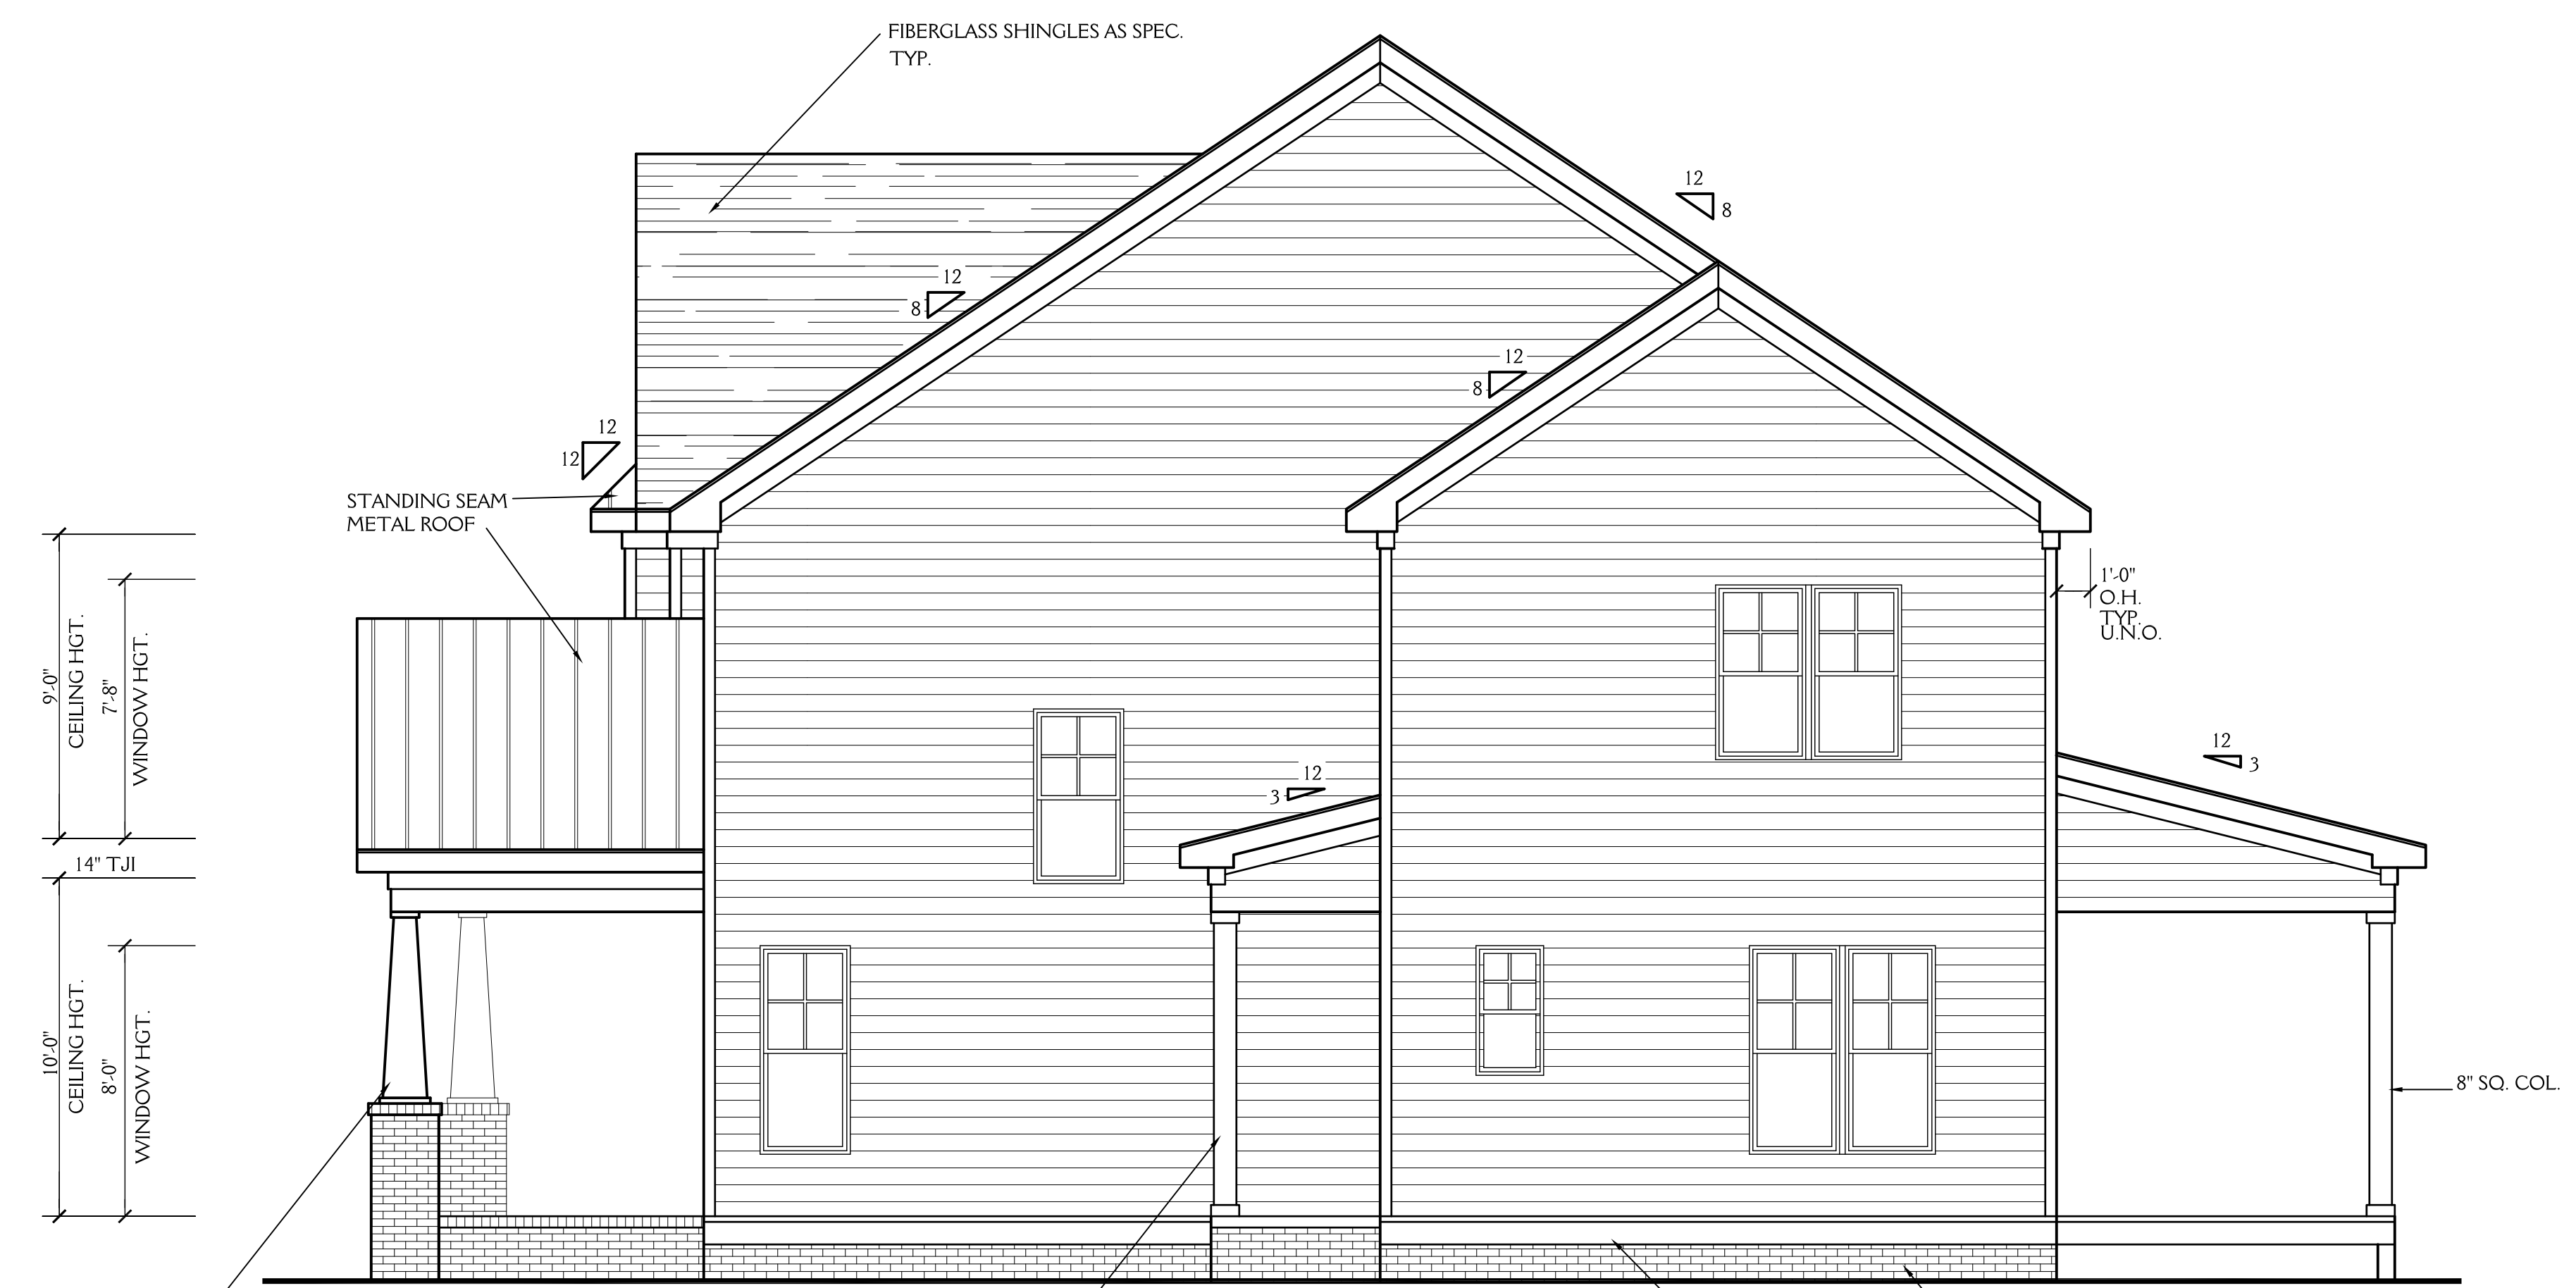 FIBERGLASS SHINGLES AS SPEC.
TYP.
12
8
12
8
12
8
12
12
STANDING SEAM
METAL ROOF
9'-0"
CEILING HGT.
7'-8"
WINDOW HGT.
1'-0"
O.H.
TYP.
U.N.O.
12
3
12
3
14" TJI
10'-0"
CEILING HGT.
8'-0"
WINDOW HGT.
8" SQ. COL.